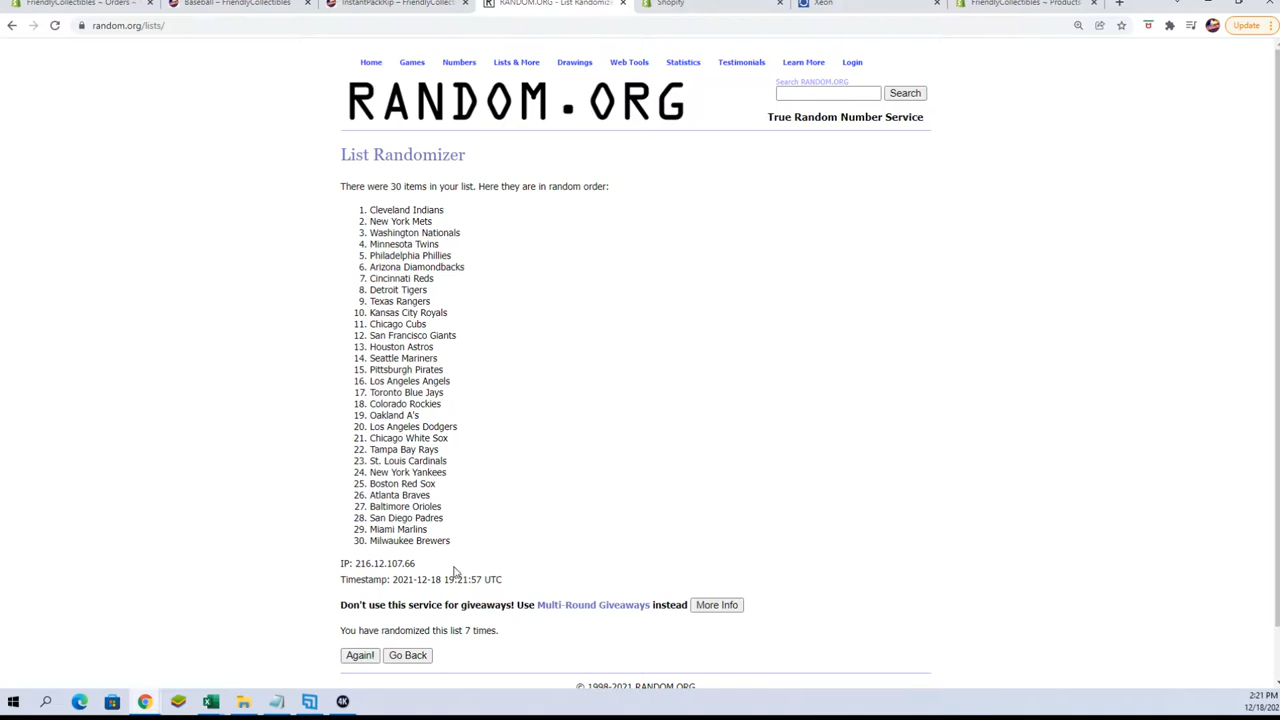 FriendlyCollectibles ~ Orders ~
Baseball – FriendlyCollectibles
InstantPackRip – FriendlyCollect
RANDOM.ORG - List Randomize
Shopify
Xeon
FriendlyCollectibles ~ Products
random.org/lists/
Update
Home Games Numbers Lists & More Drawings Web Tools Statistics Testimonials Learn More Login
RANDOM.ORG
Search RANDOM.ORG
Search
True Random Number Service
List Randomizer
There were 30 items in your list. Here they are in random order:
1. Cleveland Indians
2. New York Mets
3. Washington Nationals
4. Minnesota Twins
5. Philadelphia Phillies
6. Arizona Diamondbacks
7. Cincinnati Reds
8. Detroit Tigers
9. Texas Rangers
10. Kansas City Royals
11. Chicago Cubs
12. San Francisco Giants
13. Houston Astros
14. Seattle Mariners
15. Pittsburgh Pirates
16. Los Angeles Angels
17. Toronto Blue Jays
18. Colorado Rockies
19. Oakland A's
20. Los Angeles Dodgers
21. Chicago White Sox
22. Tampa Bay Rays
23. St. Louis Cardinals
24. New York Yankees
25. Boston Red Sox
26. Atlanta Braves
27. Baltimore Orioles
28. San Diego Padres
29. Miami Marlins
30. Milwaukee Brewers
IP: 216.12.107.66
Timestamp: 2021-12-18 19:21:57 UTC
Don't use this service for giveaways! Use Multi-Round Giveaways instead More Info
You have randomized this list 7 times.
Again! Go Back
© 1998-2021 RANDOM.ORG
4K
2:21 PM
12/18/202